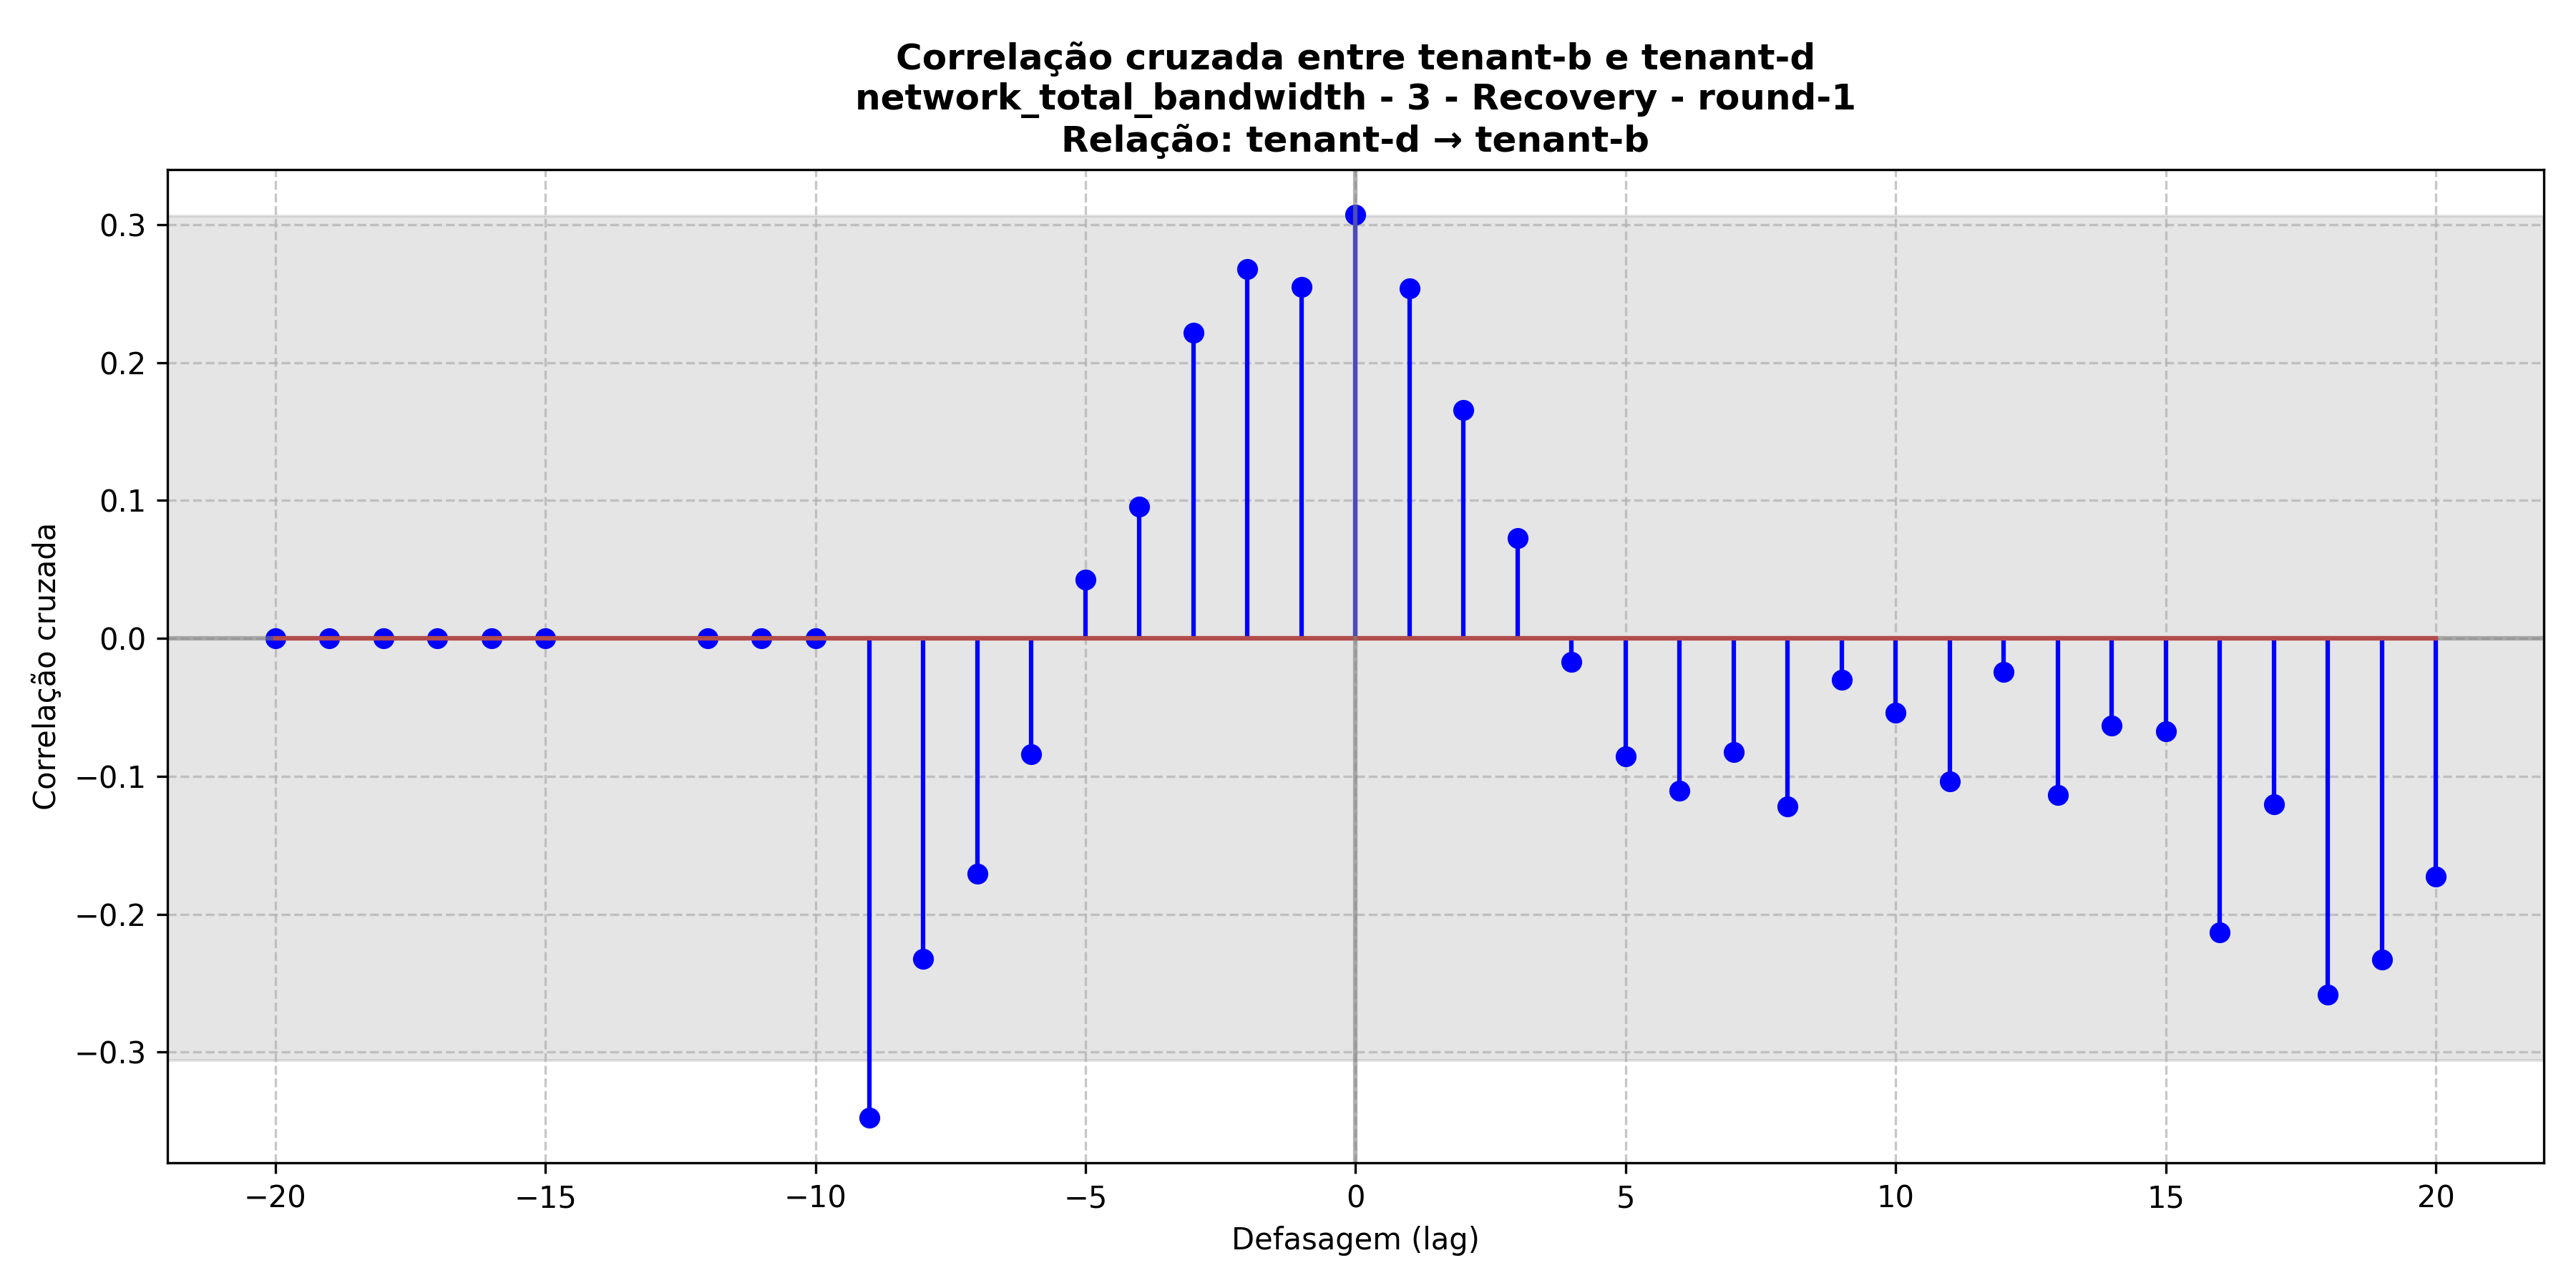 Correlação cruzada entre tenant-b e tenant-d
network_total_bandwidth - 3 - Recovery - round-1
Relação: tenant-d → tenant-b
Correlação cruzada
0.3
0.2
0.1
0.0
−0.1
−0.2
−0.3
−20 −15 −10 −5 0 5 10 15 20
Defasagem (lag)